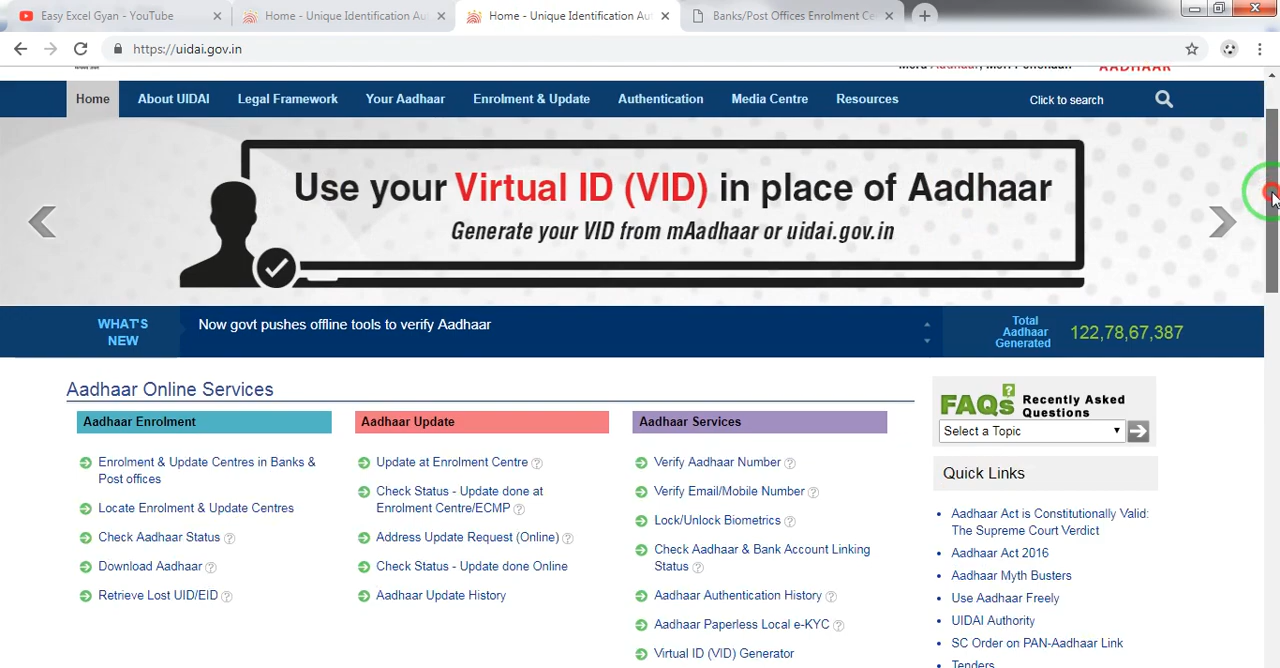 Easy Excel Gyan - YouTube
Home - Unique Identification Au
Home - Unique Identification Aut
Banks/Post Offices Enrolment Ce
https://uidai.gov.in
Home
About UIDAI
Legal Framework
Your Aadhaar
Enrolment & Update
Authentication
Media Centre
Resources
Click to search
Use your Virtual ID (VID) in place of Aadhaar
Generate your VID from mAadhaar or uidai.gov.in
WHAT'S
NEW
Now govt pushes offline tools to verify Aadhaar
Total
Aadhaar
Generated
122,78,67,387
Aadhaar Online Services
Aadhaar Enrolment
Enrolment & Update Centres in Banks &
Post offices
Locate Enrolment & Update Centres
Check Aadhaar Status ?
Download Aadhaar ?
Retrieve Lost UID/EID ?
Aadhaar Update
Update at Enrolment Centre ?
Check Status - Update done at
Enrolment Centre/ECMP ?
Address Update Request (Online) ?
Check Status - Update done Online
Aadhaar Update History
Aadhaar Services
Verify Aadhaar Number ?
Verify Email/Mobile Number ?
Lock/Unlock Biometrics ?
Check Aadhaar & Bank Account Linking
Status ?
Aadhaar Authentication History ?
Aadhaar Paperless Local e-KYC ?
Virtual ID (VID) Generator
FAQs ? Recently Asked
Questions
Select a Topic
Quick Links
Aadhaar Act is Constitutionally Valid:
The Supreme Court Verdict
Aadhaar Act 2016
Aadhaar Myth Busters
Use Aadhaar Freely
UIDAI Authority
SC Order on PAN-Aadhaar Link
Tenders